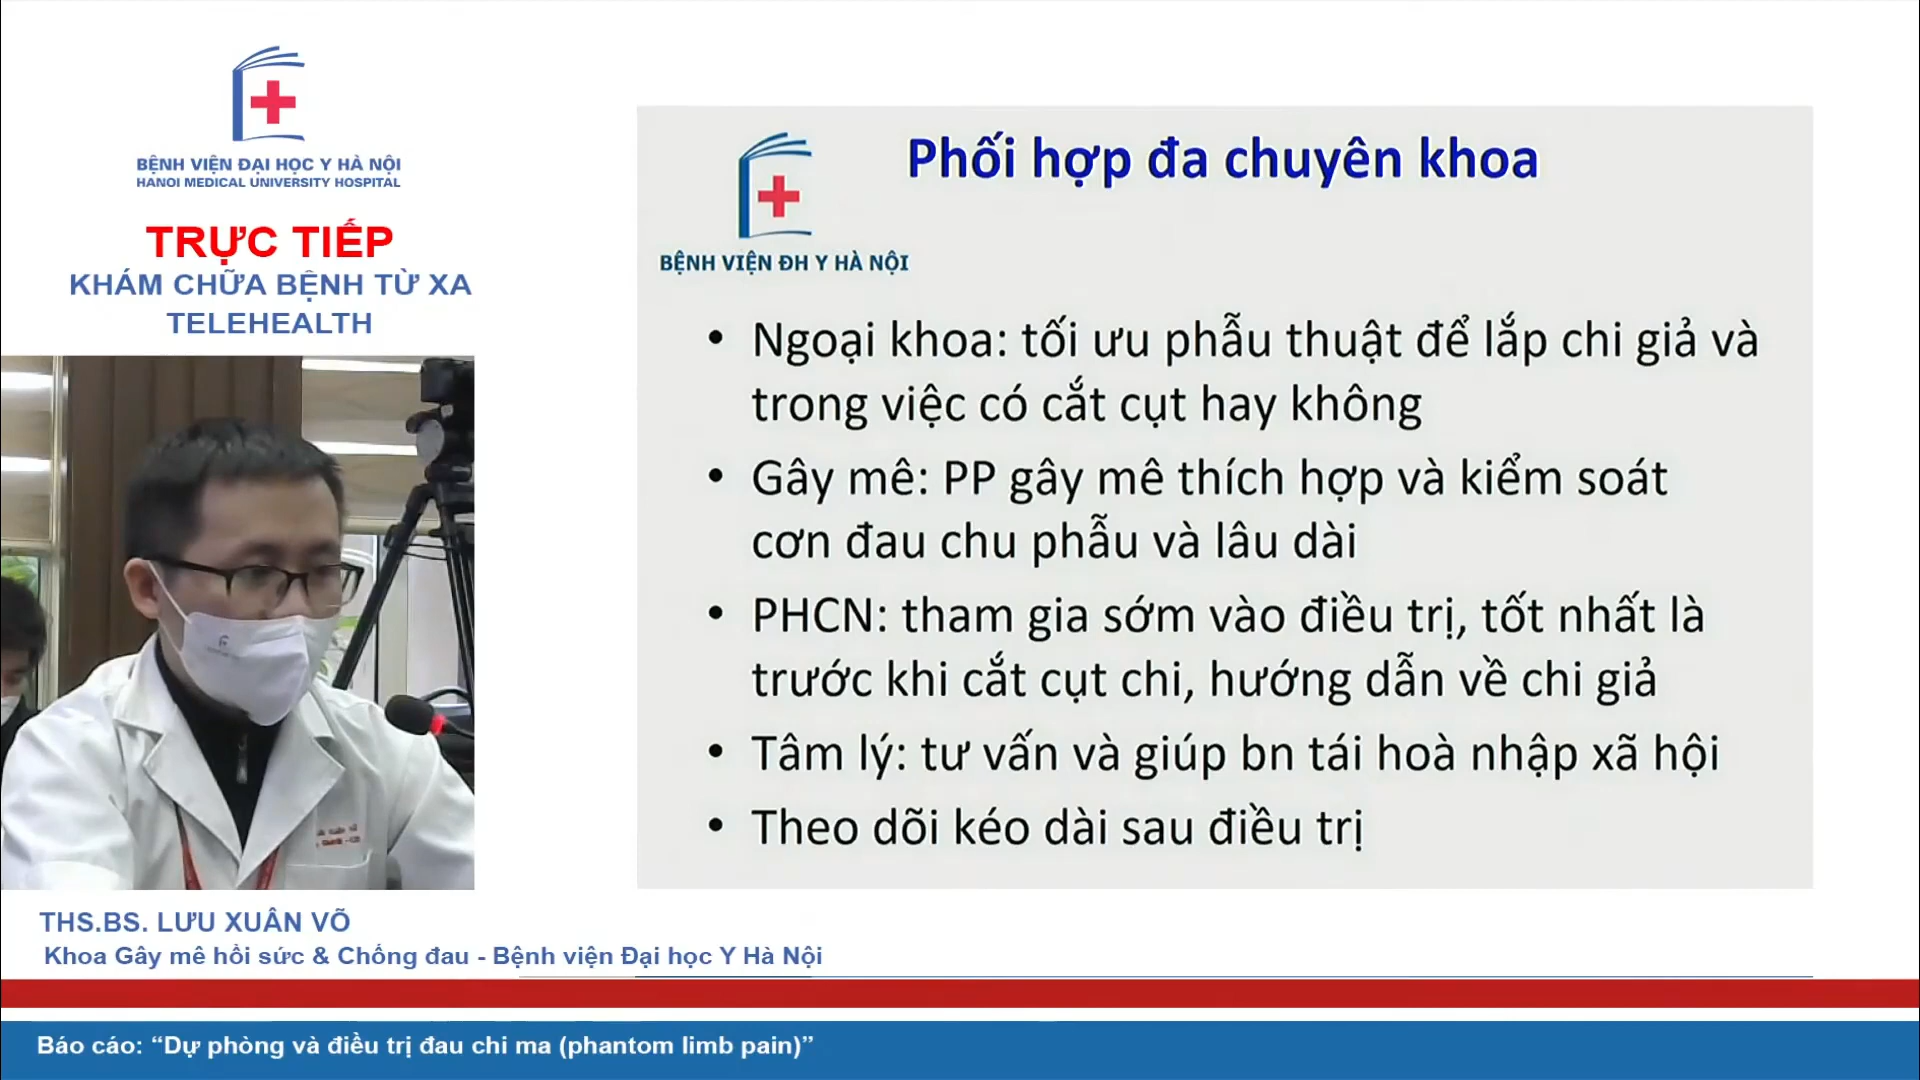 BỆNH VIỆN ĐẠI HỌC Y HÀ NỘI
HANOI MEDICAL UNIVERSITY HOSPITAL
TRỰC TIẾP
KHÁM CHỮA BỆNH TỪ XA
TELEHEALTH
Phối hợp đa chuyên khoa
BỆNH VIỆN ĐH Y HÀ NỘI
• Ngoại khoa: tối ưu phẫu thuật để lắp chi giả và
trong việc có cắt cụt hay không
• Gây mê: PP gây mê thích hợp và kiểm soát
cơn đau chu phẫu và lâu dài
• PHCN: tham gia sớm vào điều trị, tốt nhất là
trước khi cắt cụt chi, hướng dẫn về chi giả
• Tâm lý: tư vấn và giúp bn tái hoà nhập xã hội
• Theo dõi kéo dài sau điều trị
THS.BS. LƯU XUÂN VÕ
Khoa Gây mê hồi sức & Chống đau - Bệnh viện Đại học Y Hà Nội
Báo cáo: “Dự phòng và điều trị đau chi ma (phantom limb pain)”